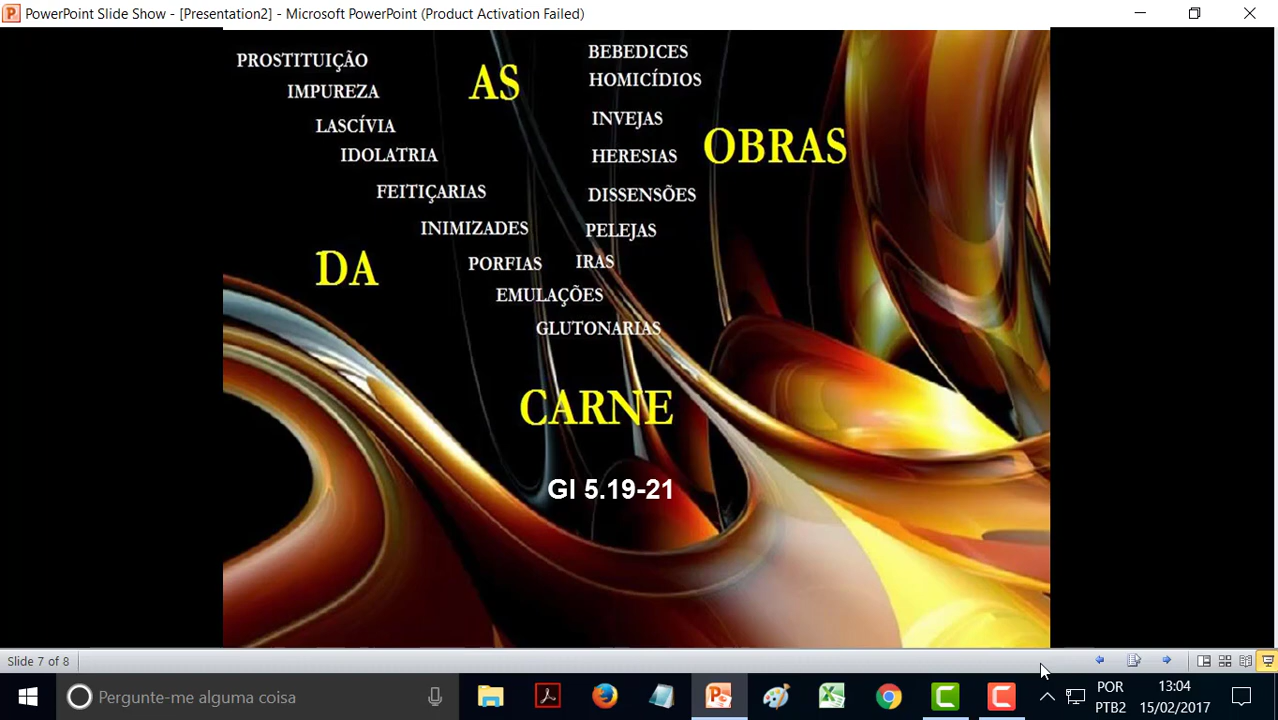 PowerPoint Slide Show - [Presentation2] - Microsoft PowerPoint (Product Activation Failed)
PROSTITUIÇÃO
IMPUREZA
LASCÍVIA
IDOLATRIA
FEITIÇARIAS
INIMIZADES
PORFIAS
EMULAÇÕES
GLUTONARIAS
AS
BEBEDICES
HOMICÍDIOS
INVEJAS
HERESIAS
DISSENSÕES
PELEJAS
IRAS
OBRAS
DA
CARNE
Gl 5.19-21
Slide 7 of 8
Pergunte-me alguma coisa
POR
PTB2
13:04
15/02/2017